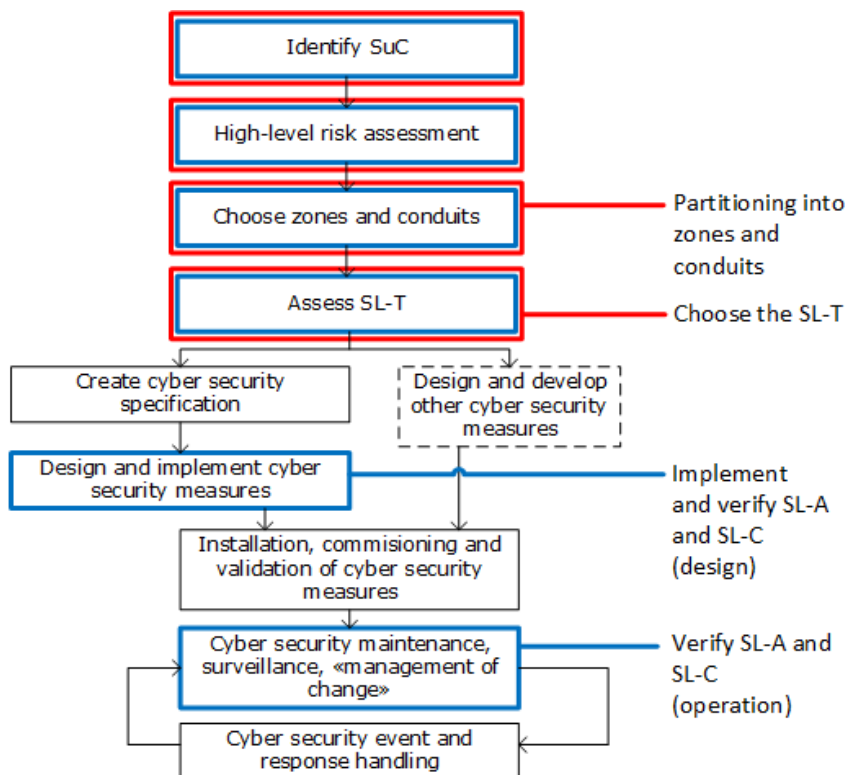 Identify SuC
High-level risk assessment
Choose zones and conduits
Partitioning into
zones and
conduits
Assess SL-T
Choose the SL-T
Create cyber security
specification
Design and develop
other cyber security
measures
Design and implement cyber
security measures
Implement
and verify SL-A
and SL-C
(design)
Installation, commisioning and
validation of cyber security
measures
Cyber security maintenance,
surveillance, «management of
change»
Verify SL-A and
SL-C
(operation)
Cyber security event and
response handling